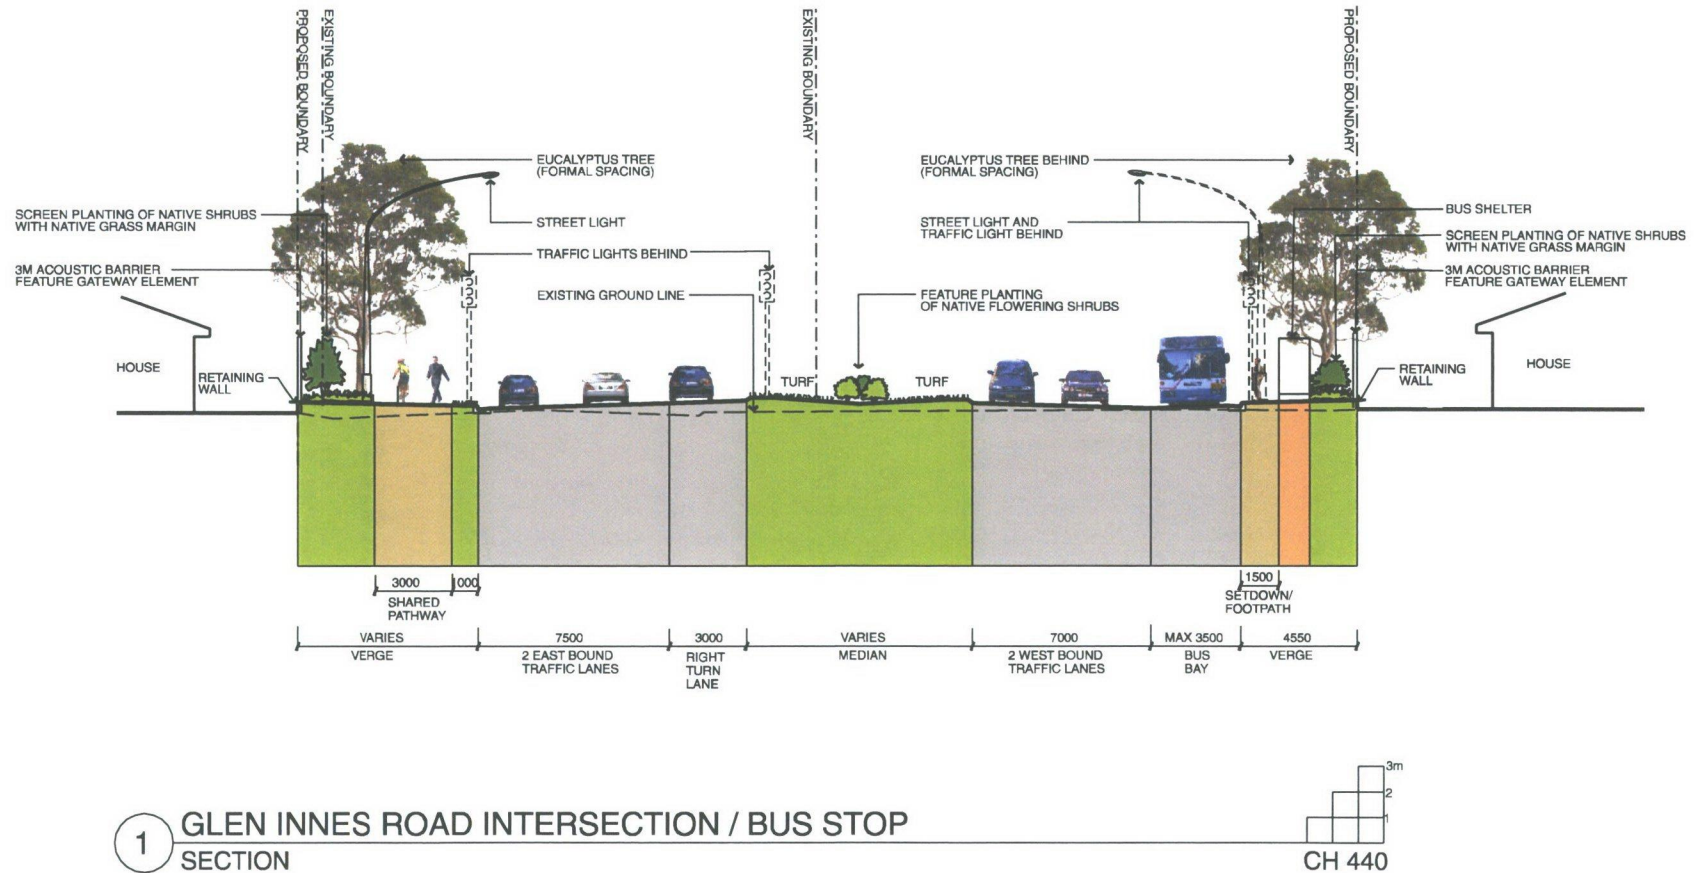 PROPOSED BOUNDARY
EXISTING BOUNDARY
EXISTING BOUNDARY
PROPOSED BOUNDARY
EUCALYPTUS TREE
(FORMAL SPACING)
EUCALYPTUS TREE BEHIND
(FORMAL SPACING)
SCREEN PLANTING OF NATIVE SHRUBS
WITH NATIVE GRASS MARGIN
STREET LIGHT
STREET LIGHT AND
TRAFFIC LIGHT BEHIND
BUS SHELTER
SCREEN PLANTING OF NATIVE SHRUBS
WITH NATIVE GRASS MARGIN
3M ACOUSTIC BARRIER
FEATURE GATEWAY ELEMENT
TRAFFIC LIGHTS BEHIND
EXISTING GROUND LINE
FEATURE PLANTING
OF NATIVE FLOWERING SHRUBS
3M ACOUSTIC BARRIER
FEATURE GATEWAY ELEMENT
HOUSE
RETAINING
WALL
TURF
TURF
RETAINING
WALL
HOUSE
3000
1000
SHARED
PATHWAY
1500
SETDOWN/
FOOTPATH
VARIES
7500
3000
VARIES
7000
MAX 3500
4550
VERGE
2 EAST BOUND
TRAFFIC LANES
RIGHT
TURN
LANE
MEDIAN
2 WEST BOUND
TRAFFIC LANES
BUS
BAY
VERGE
3m
2
1
1
GLEN INNES ROAD INTERSECTION / BUS STOP
SECTION
CH 440